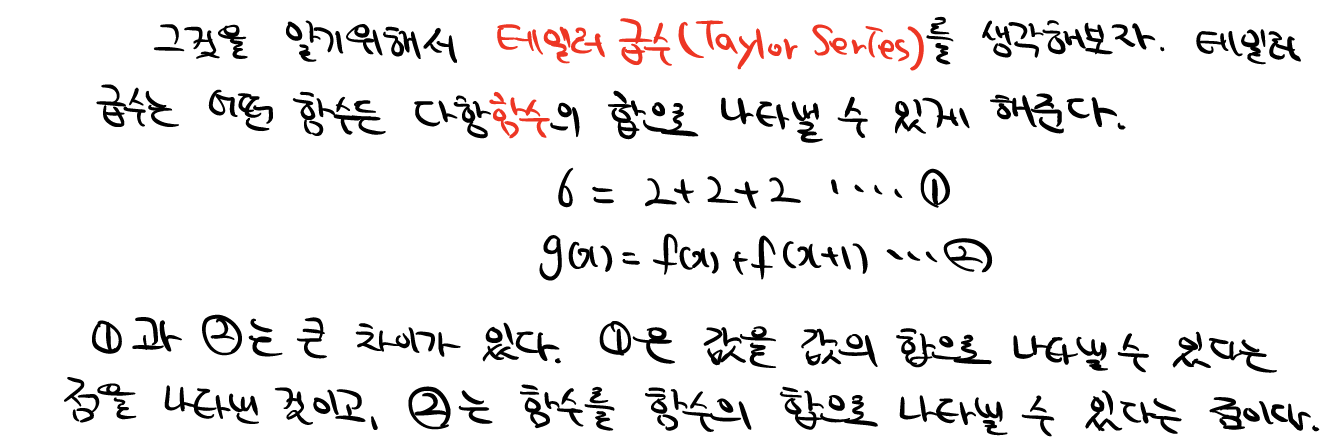 그것을 알기위해서 테일러 급수(Taylor Series)를 생각해보자. 테일러
급수는 어떤 함수든 다항함수의 합으로 나타낼 수 있게 해준다.
6 = 2+2+2 ···· ①
g(x) = f(x) + f(x+1) ··· ②
①과 ②는 큰 차이가 있다. ①은 값을 값의 합으로 나타낼 수 있다는
점을 나타낸 것이고, ②는 함수를 함수의 합으로 나타낼 수 있다는 점이다.